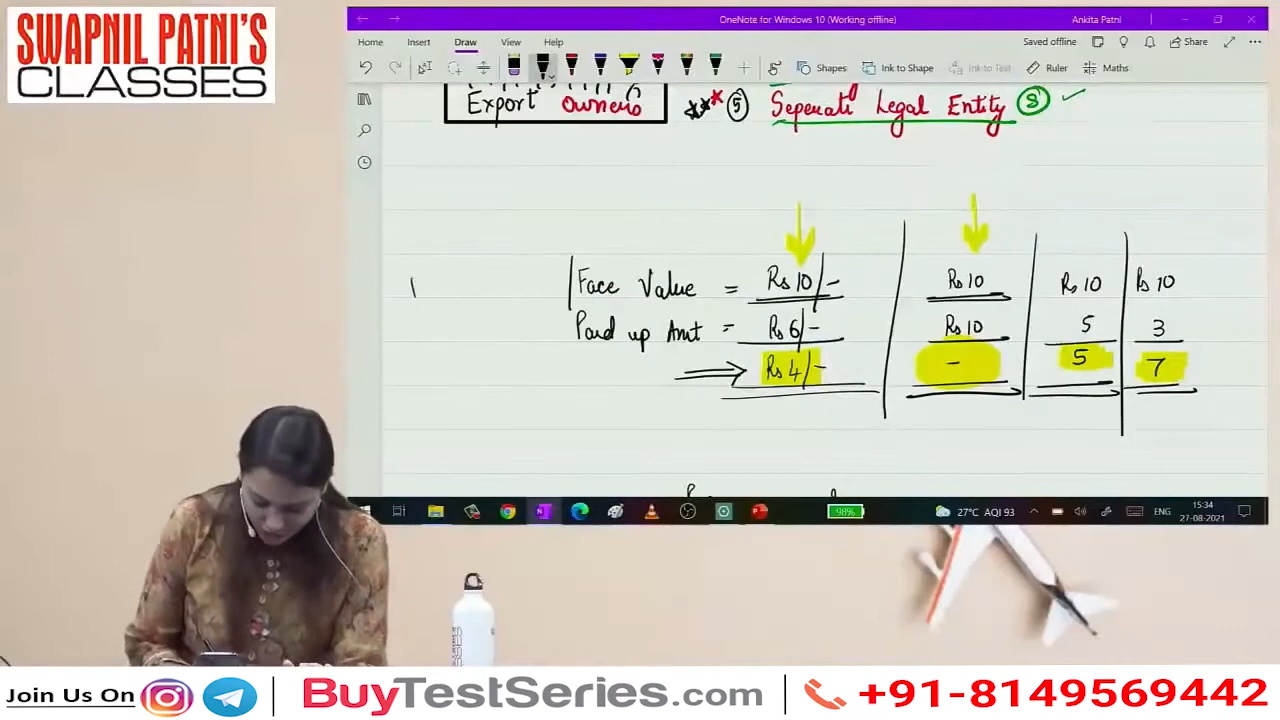 SWAPNIL PATNI'S
CLASSES
OneNote for Windows 10 (Working offline)
Ankita Patni
Home Insert Draw View Help
Saved offline Share
Shapes Ink to Shape Ink to Text Ruler Maths
Export Owners
⑤ Seperate Legal Entity ⑧ ✓
Face Value = Rs 10/- Rs 10 Rs 10 Rs 10
Paid up Amt = Rs 6/- Rs 10 5 3
Rs 4/- - 5 7
98% 27°C AQI 93 ENG 15:34
27-08-2021
Join Us On BuyTestSeries.com +91-8149569442